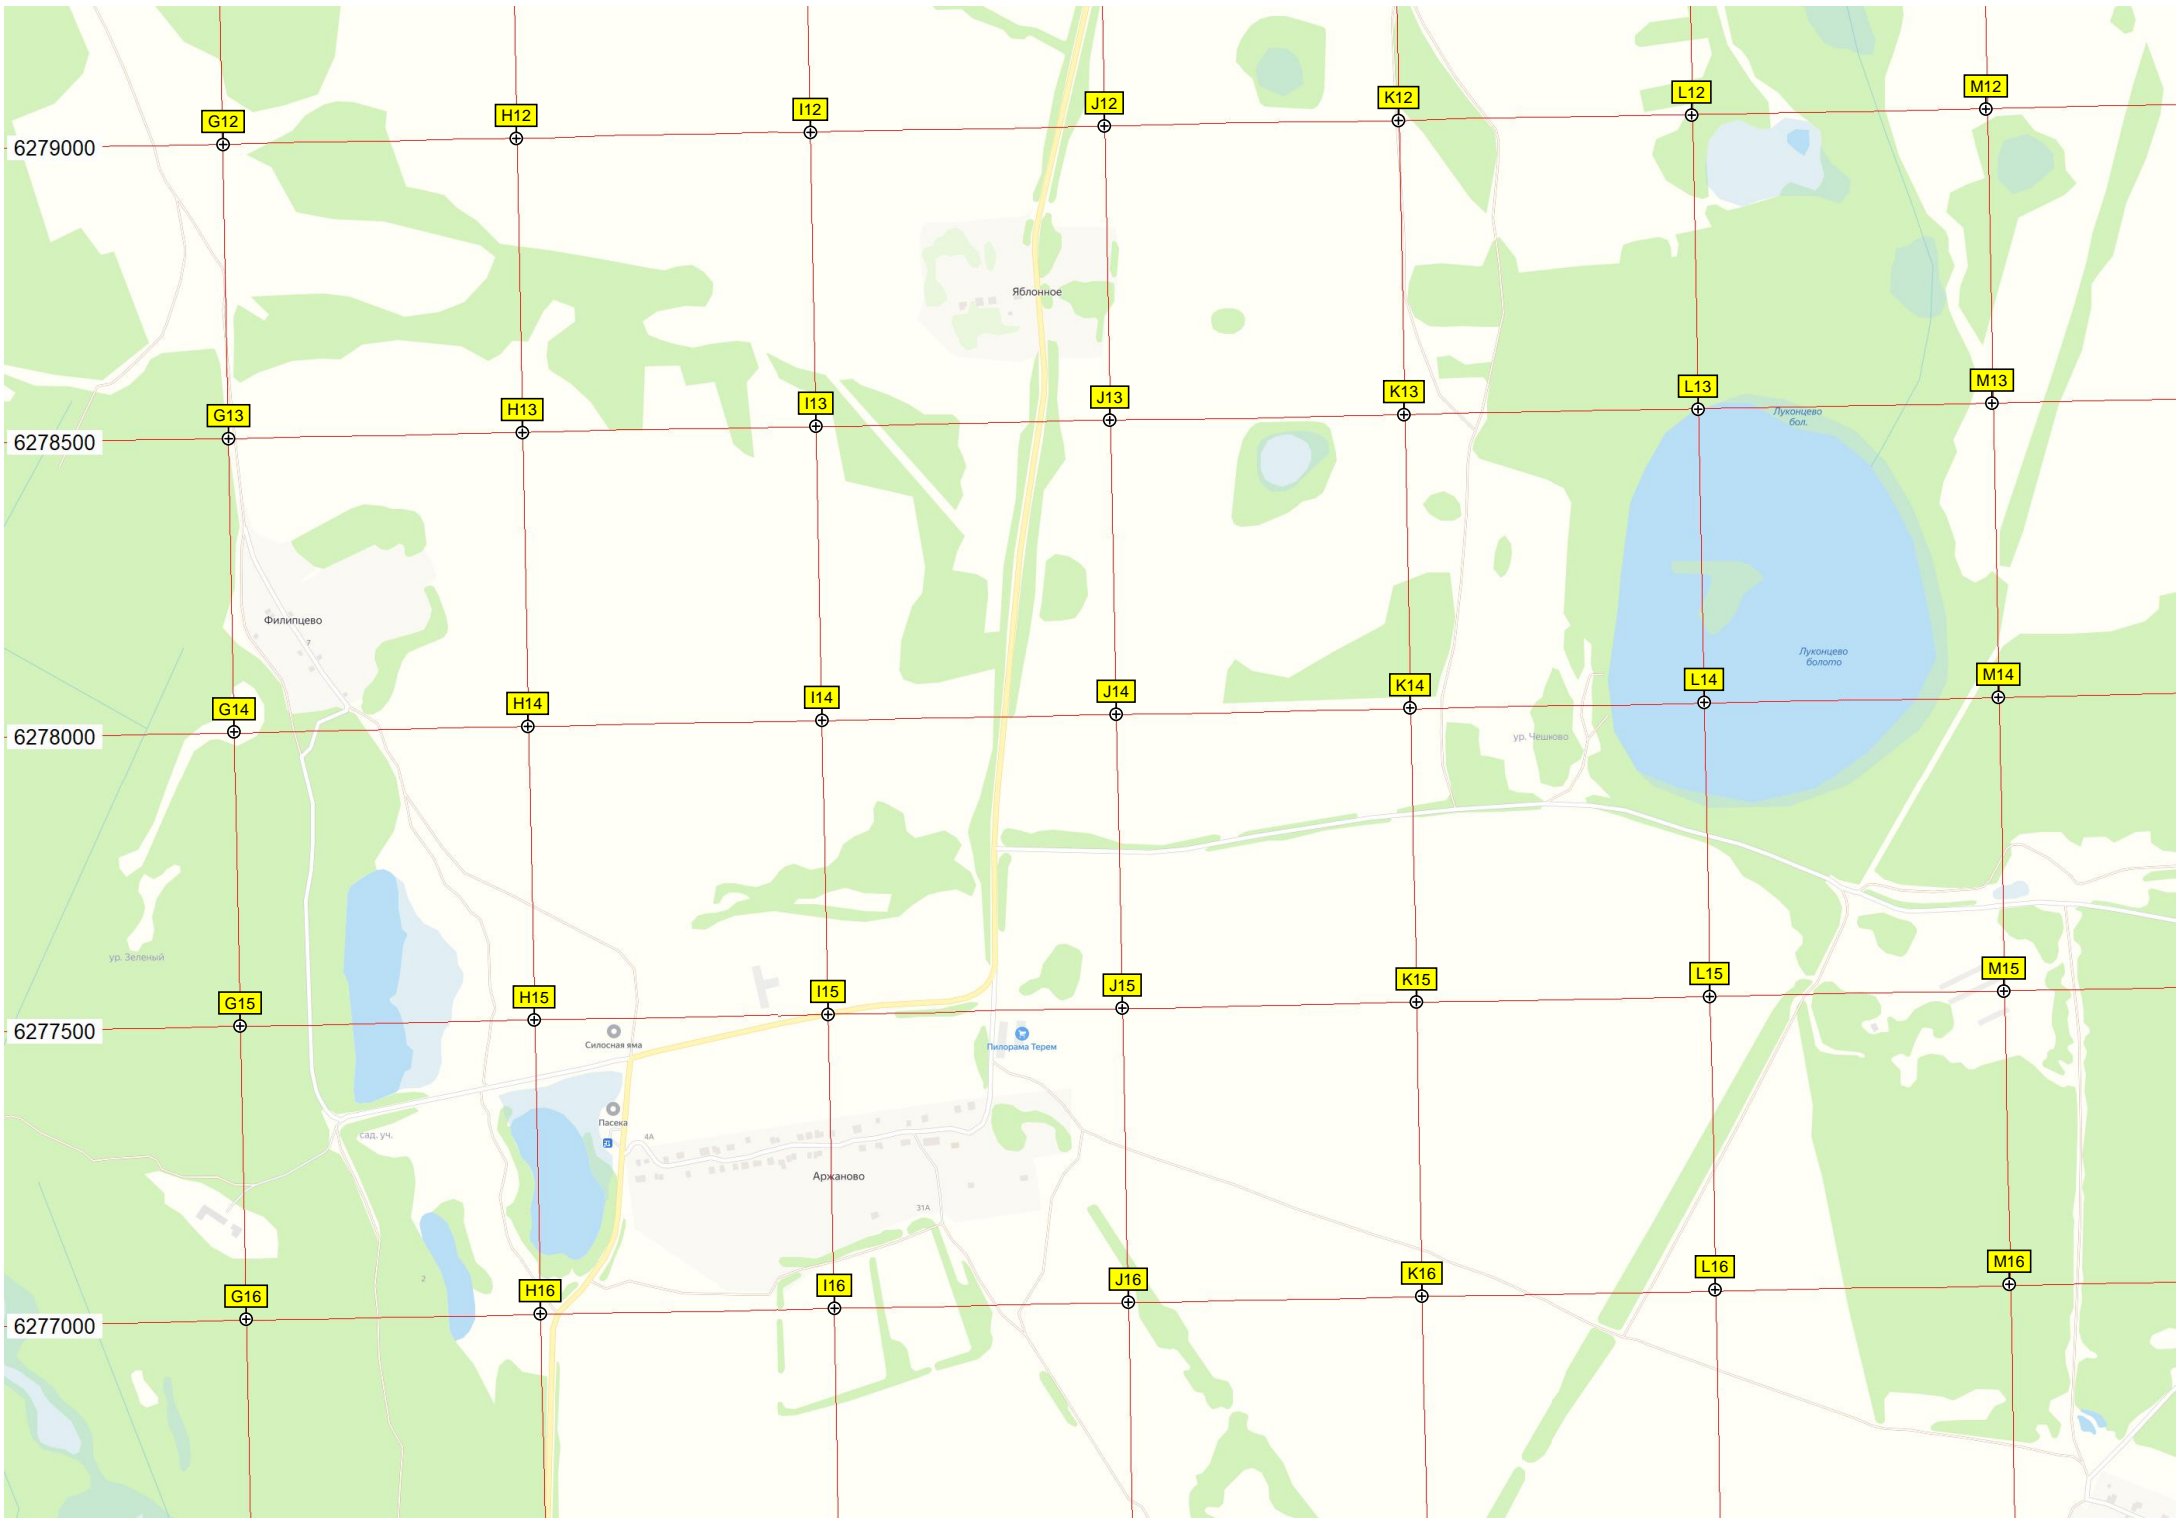 G12
H12
I12
J12
K12
L12
M12
6279000
Яблонное
G13
H13
I13
J13
K13
L13
M13
Луконцево
бол.
6278500
Филипцево
7
Луконцево
болото
G14
H14
I14
J14
K14
L14
M14
6278000
ур. Чешково
ур. Зеленый
G15
H15
I15
J15
K15
L15
M15
6277500
Силосная яма
Пилорама Терем
Пасека
4А
сад. уч.
Аржаново
31А
2
G16
H16
I16
J16
K16
L16
M16
6277000